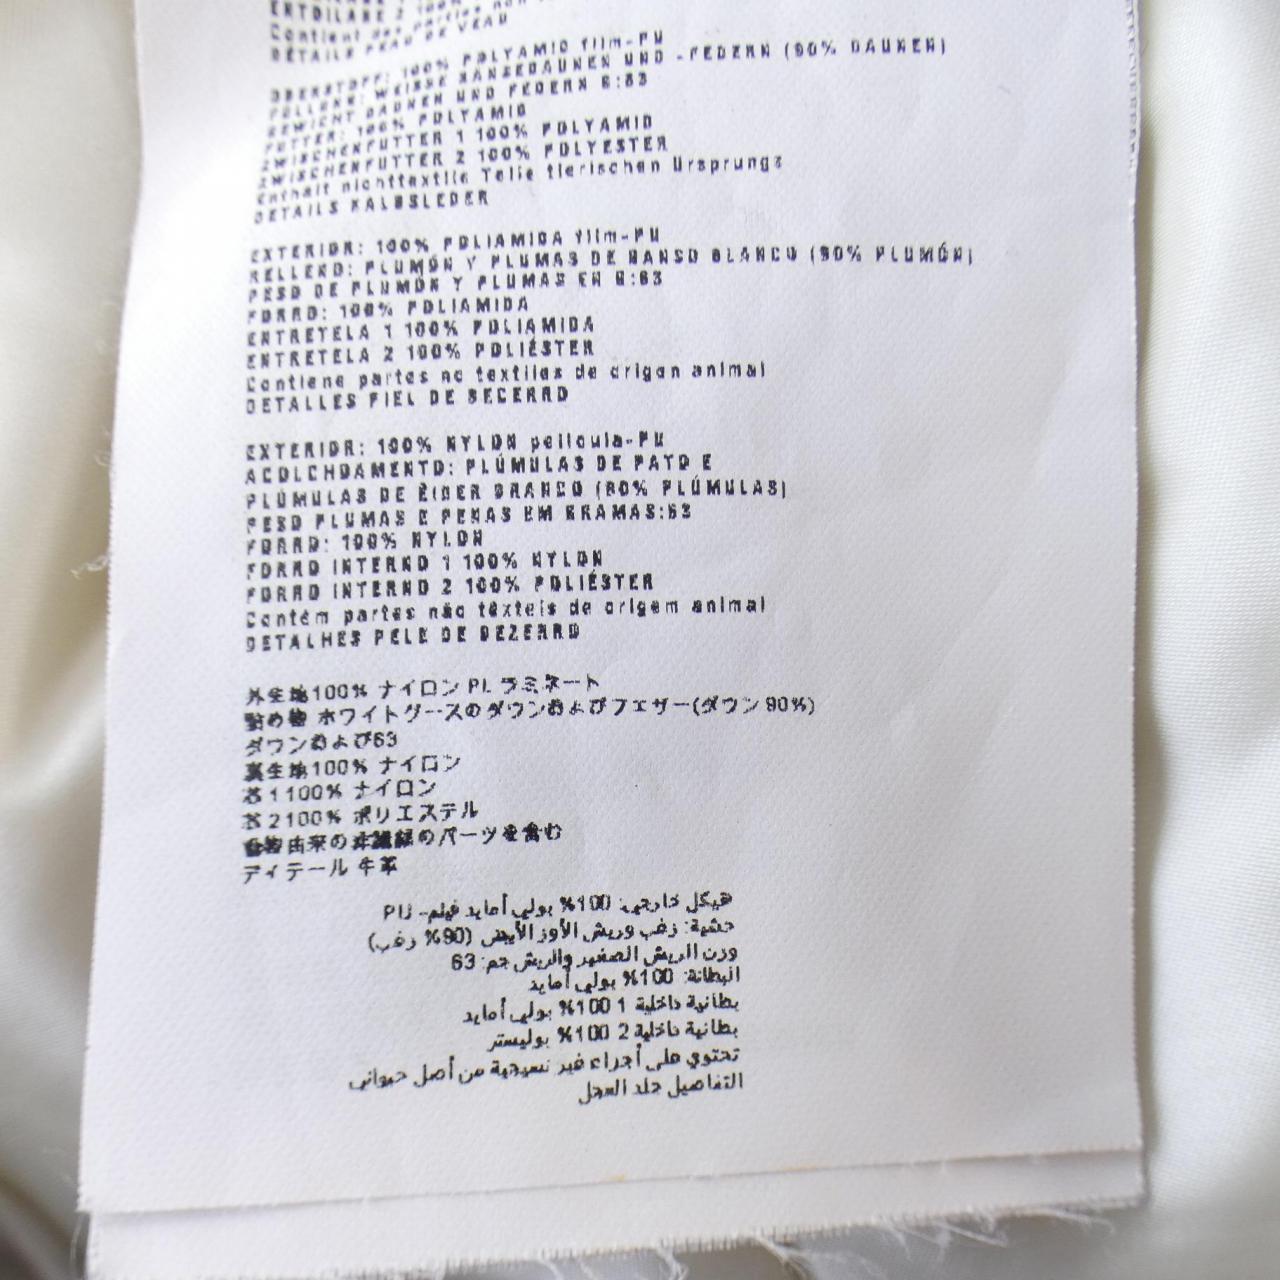 ENTOILAGE 2 100%
Contient des parties non
DÉTAILS PEAU DE VEAU
OBERSTOFF: 100% POLYAMID film-PU
FÜLLUNG: WEISSE GÄNSEDAUNEN UND -FEDERN (90% DAUNEN)
GEWICHT DAUNEN UND FEDERN G:63
FUTTER: 100% POLYAMID
ZWISCHENFUTTER 1 100% POLYAMID
ZWISCHENFUTTER 2 100% POLYESTER
Enthält nichttextile Teile tierischen Ursprungs
DETAILS KALBSLEDER
EXTERIOR: 100% POLIAMIDA film-PU
RELLENO: PLUMÓN Y PLUMAS DE GANSO BLANCO (90% PLUMÓN)
PESO DE PLUMÓN Y PLUMAS EN G:63
FORRO: 100% POLIAMIDA
ENTRETELA 1 100% POLIAMIDA
ENTRETELA 2 100% POLIÉSTER
Contiene partes no textiles de origen animal
DETALLES PIEL DE BECERRO
EXTERIOR: 100% NYLON película-PU
ACOLCHOAMENTO: PLÚMULAS DE PATO E
PLÚMULAS DE ÊIDER BRANCO (90% PLÚMULAS)
PESO PLUMAS E PENAS EM GRAMAS:63
FORRO: 100% NYLON
FORRO INTERNO 1 100% NYLON
FORRO INTERNO 2 100% POLIÉSTER
Contém partes não têxteis de origem animal
DETALHES PELE DE BEZERRO
外生地100% ナイロン PU ラミネート
詰め物 ホワイトグースのダウンおよびフェザー(ダウン 90%)
ダウンおよび63
裏生地100% ナイロン
芯1100% ナイロン
芯2100% ポリエステル
動物由来の非繊維のパーツを含む
ディテール 牛革
هيكل خارجي: 100% بولي أمايد فيلم- PU
حشية: زغب وريش الأوز الأبيض (90% زغب)
وزن الريش الصغير والريش جم: 63
البطانة: 100% بولي أمايد
بطانية داخلية 1 100% بولي أمايد
بطانية داخلية 2 100% بوليستر
تحتوي على أجزاء غير نسيجية من أصل حيواني
التفاصيل جلد العجل